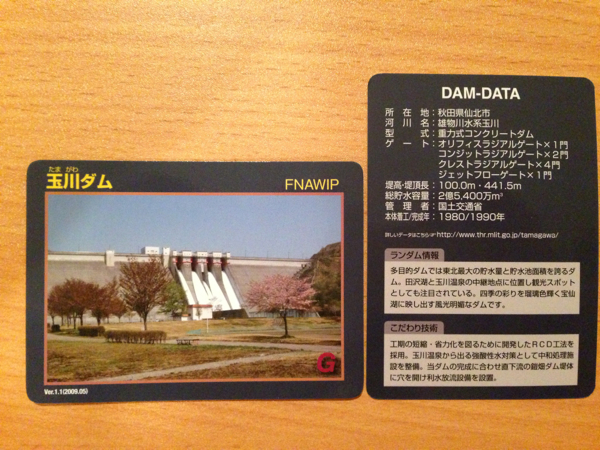 たま がわ
玉川ダム
FNAWIP
G
Ver.1.1(2009.05)
DAM-DATA
所在地：秋田県仙北市
河川名：雄物川水系玉川
型式：重力式コンクリートダム
ゲート：オリフィスラジアルゲート×1門
コンジットラジアルゲート×2門
クレストラジアルゲート×4門
ジェットフローゲート×1門
堤高・堤頂長：100.0m・441.5m
総貯水容量：2億5,400万m³
管理者：国土交通省
本体着工/完成年：1980/1990年
詳しいデータはこちら☞http://www.thr.mlit.go.jp/tamagawa/
ランダム情報
多目的ダムでは東北最大の貯水量と貯水池面積を誇るダ
ム。田沢湖と玉川温泉の中継地点に位置し観光スポット
としても注目されている。四季の彩りを瑠璃色輝く宝仙
湖に映し出す風光明媚なダムです。
こだわり技術
工期の短縮・省力化を図るために開発したRCD工法を
採用。玉川温泉から出る強酸性水対策として中和処理施
設を整備。当ダムの完成に合わせ直下流の鎧畑ダム堤体
に穴を開け利水放流設備を設置。